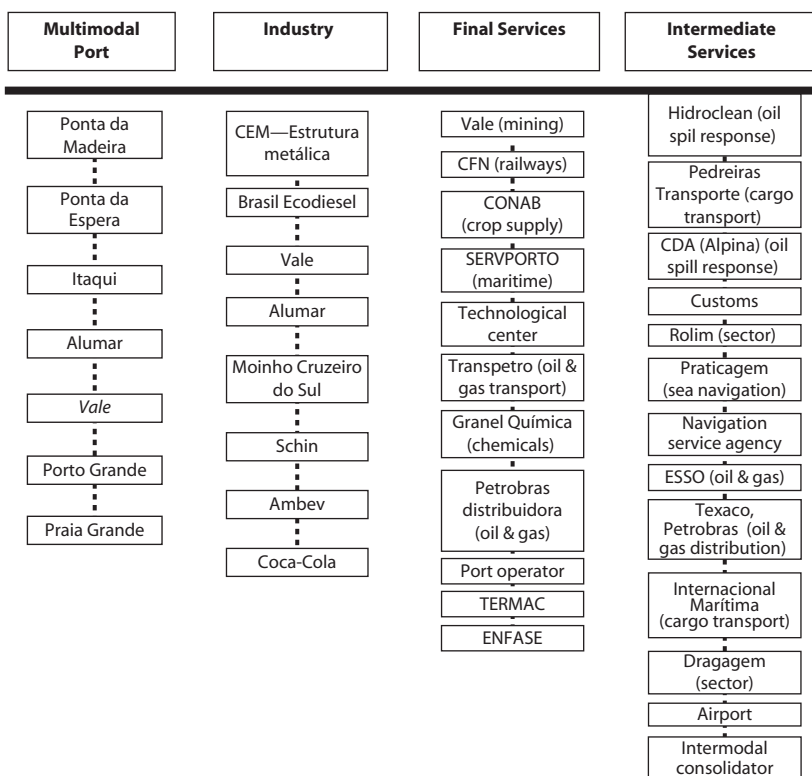 Multimodal
Port
Industry
Final Services
Intermediate
Services
Ponta da
Madeira
Ponta da
Espera
Itaqui
Alumar
Vale
Porto Grande
Praia Grande
CEM—Estrutura
metálica
Brasil Ecodiesel
Vale
Alumar
Moinho Cruzeiro
do Sul
Schin
Ambev
Coca-Cola
Vale (mining)
CFN (railways)
CONAB
(crop supply)
SERVPORTO
(maritime)
Technological
center
Transpetro (oil &
gas transport)
Granel Química
(chemicals)
Petrobras
distribuidora
(oil & gas)
Port operator
TERMAC
ENFASE
Hidroclean (oil
spil response)
Pedreiras
Transporte (cargo
transport)
CDA (Alpina) (oil
spill response)
Customs
Rolim (sector)
Praticagem
(sea navigation)
Navigation
service agency
ESSO (oil & gas)
Texaco,
Petrobras (oil &
gas distribution)
Internacional
Marítima
(cargo transport)
Dragagem
(sector)
Airport
Intermodal
consolidator